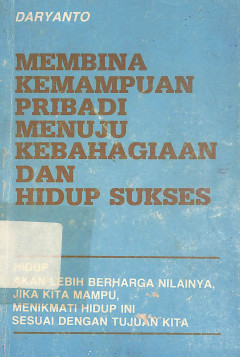 DARYANTO
MEMBINA
KEMAMPUAN
PRIBADI
MENUJU
KEBAHAGIAAN
DAN
HIDUP SUKSES
HIDUP
AKAN LEBIH BERHARGA NILAINYA,
JIKA KITA MAMPU,
MENIKMATI HIDUP INI
SESUAI DENGAN TUJUAN KITA